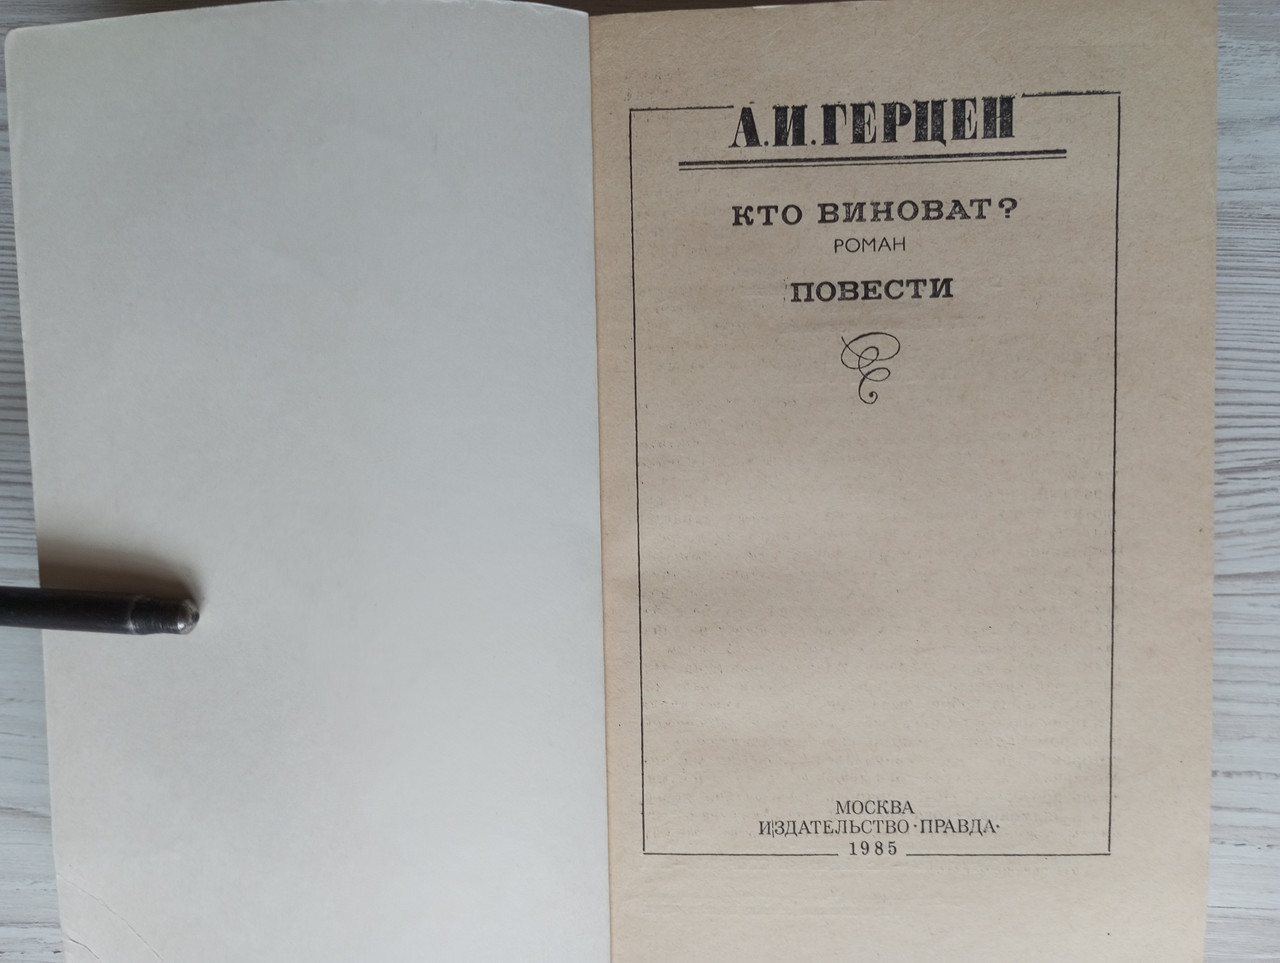 А.И.ГЕРЦЕН
КТО ВИНОВАТ?
РОМАН
ПОВЕСТИ
МОСКВА
ИЗДАТЕЛЬСТВО·ПРАВДА·
1985